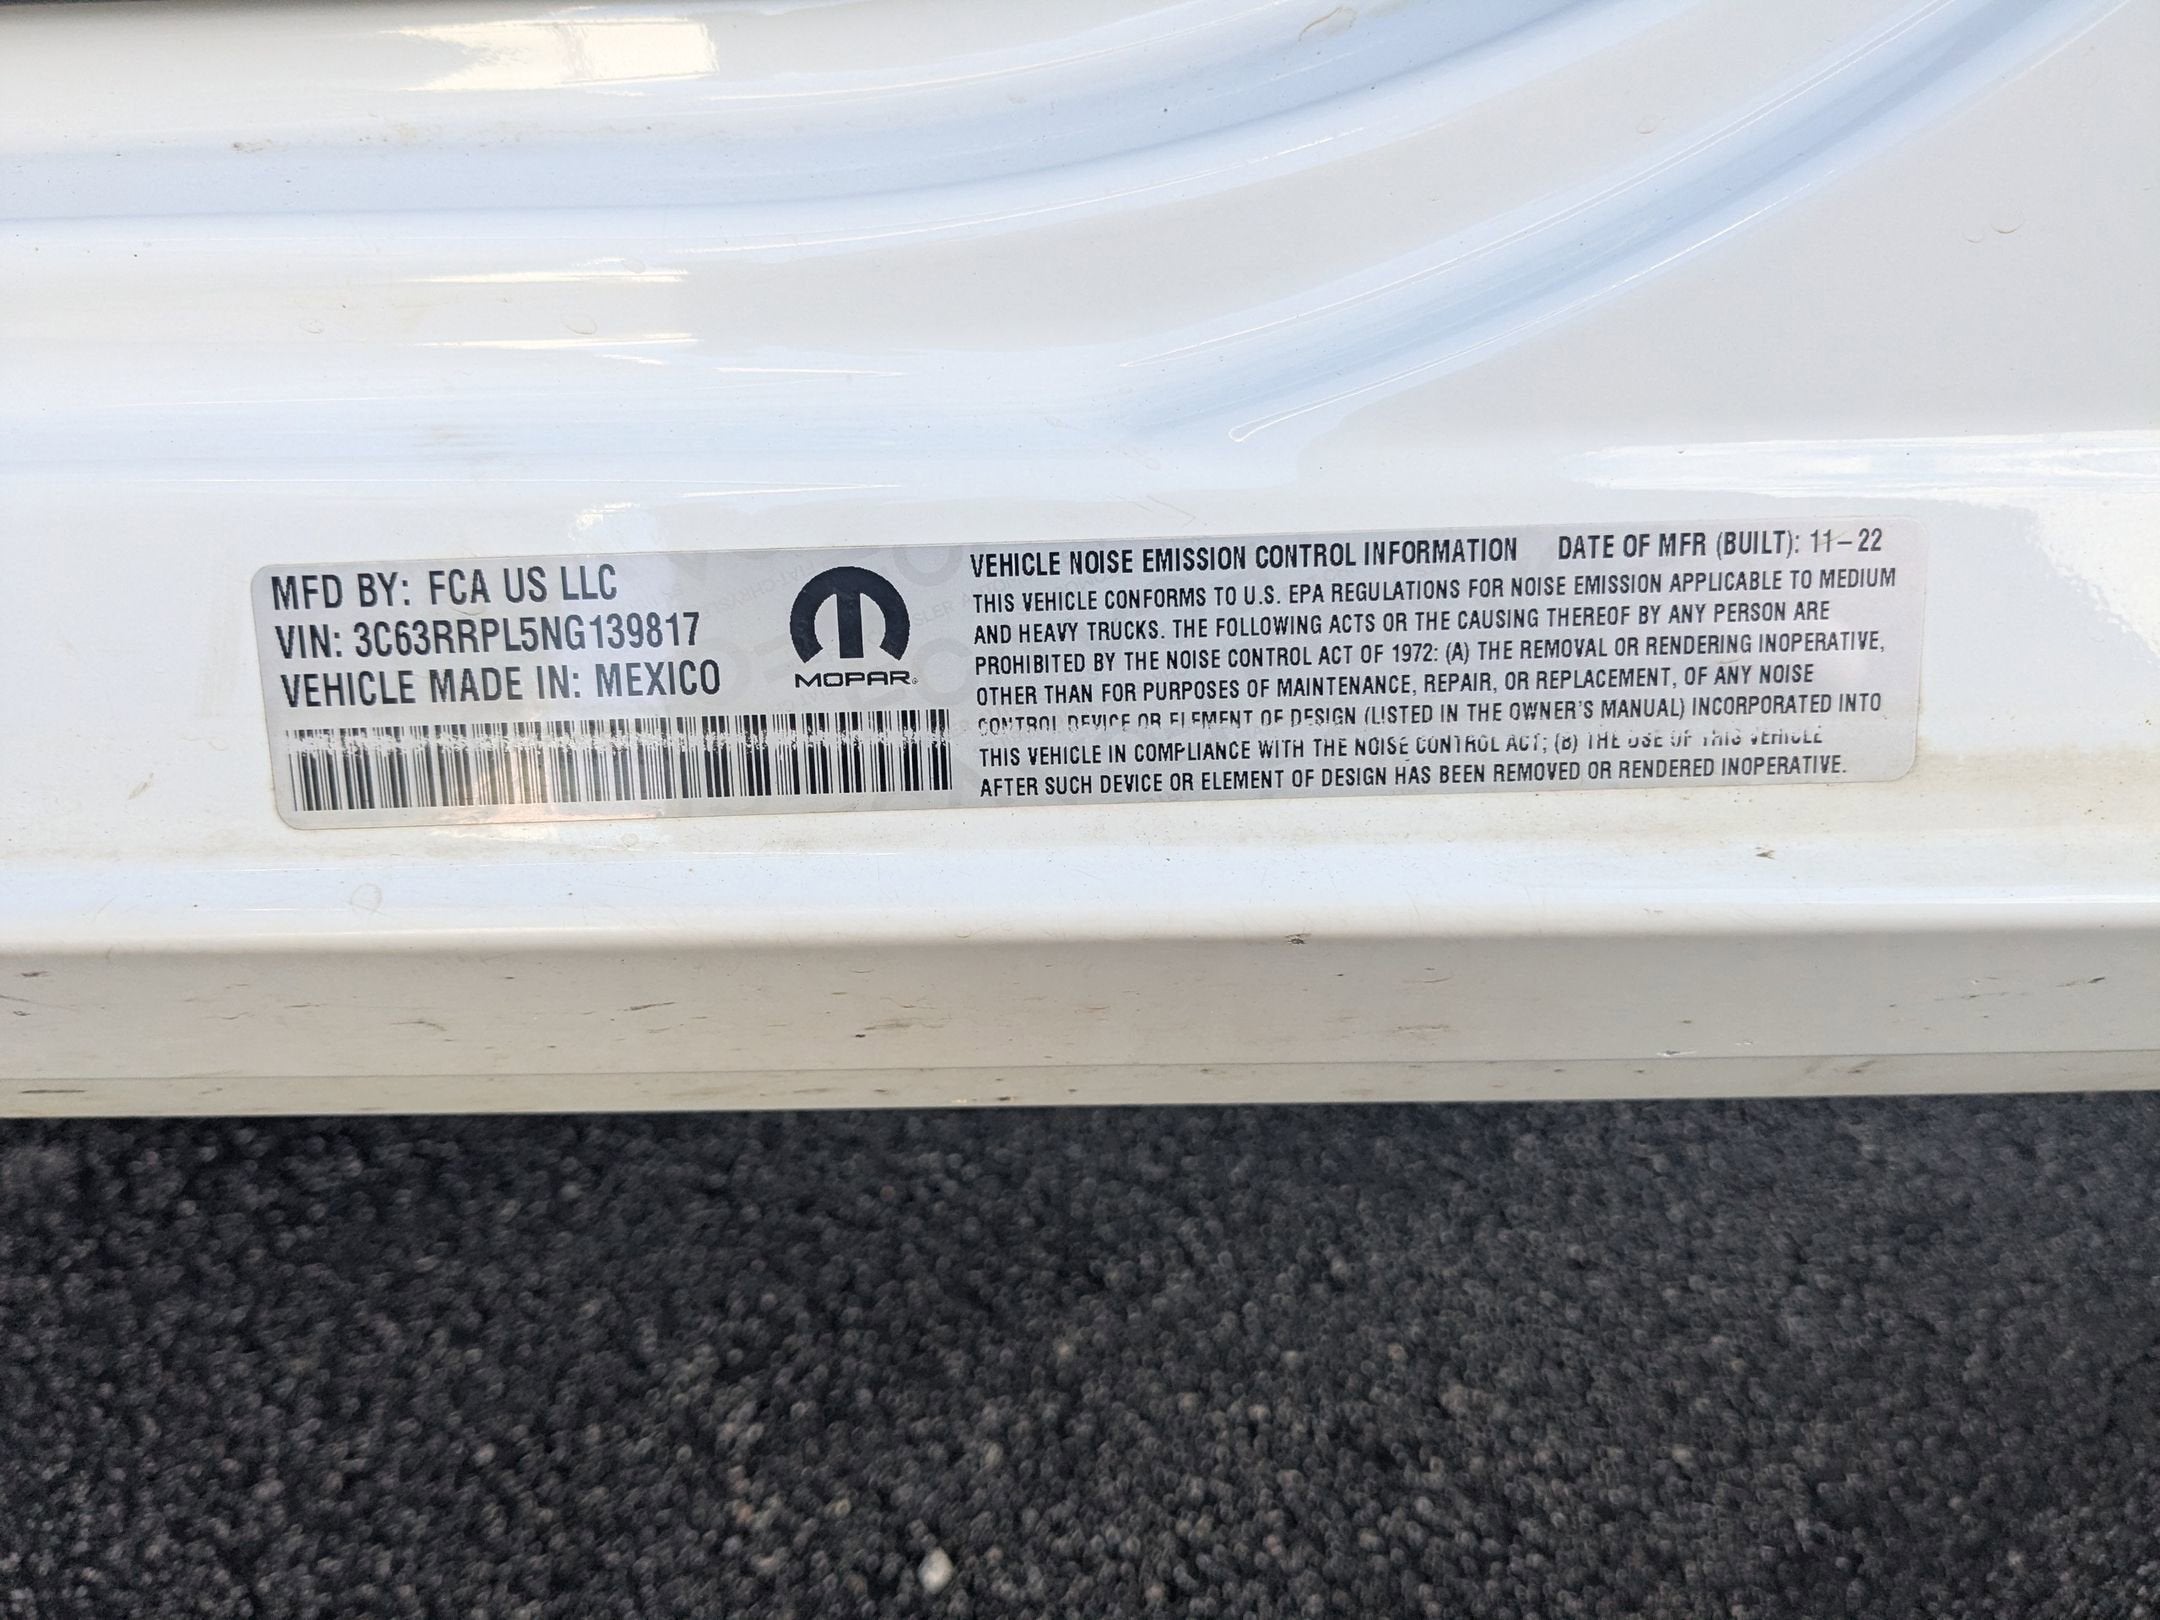 MFD BY: FCA US LLC
VIN: 3C63RRPL5NG139817
VEHICLE MADE IN: MEXICO
MOPAR®
VEHICLE NOISE EMISSION CONTROL INFORMATION DATE OF MFR (BUILT): 11-22
THIS VEHICLE CONFORMS TO U.S. EPA REGULATIONS FOR NOISE EMISSION APPLICABLE TO MEDIUM
AND HEAVY TRUCKS. THE FOLLOWING ACTS OR THE CAUSING THEREOF BY ANY PERSON ARE
PROHIBITED BY THE NOISE CONTROL ACT OF 1972: (A) THE REMOVAL OR RENDERING INOPERATIVE,
OTHER THAN FOR PURPOSES OF MAINTENANCE, REPAIR, OR REPLACEMENT, OF ANY NOISE
CONTROL DEVICE OR ELEMENT OF DESIGN (LISTED IN THE OWNER'S MANUAL) INCORPORATED INTO
THIS VEHICLE IN COMPLIANCE WITH THE NOISE CONTROL ACT; (B) THE USE OF THIS VEHICLE
AFTER SUCH DEVICE OR ELEMENT OF DESIGN HAS BEEN REMOVED OR RENDERED INOPERATIVE.